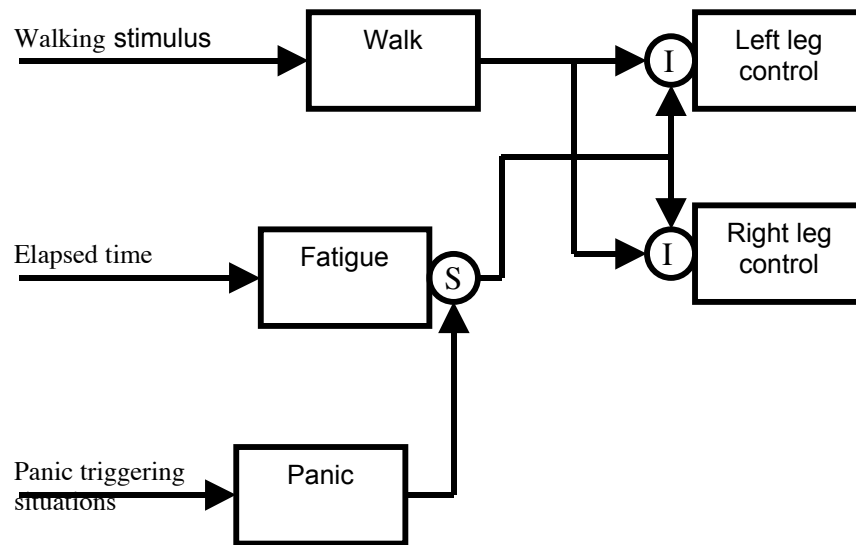 Walking stimulus
Walk
Left leg
control
I
Elapsed time
Fatigue
S
I
Right leg
control
Panic triggering
situations
Panic